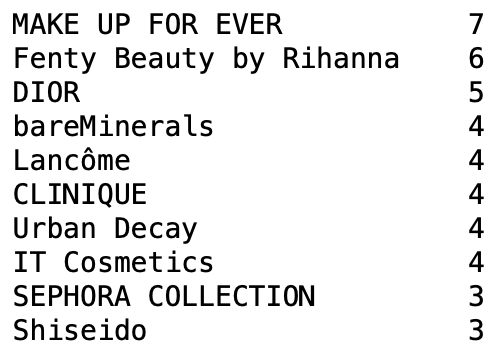 MAKE UP FOR EVER 7
Fenty Beauty by Rihanna 6
DIOR 5
bareMinerals 4
Lancôme 4
CLINIQUE 4
Urban Decay 4
IT Cosmetics 4
SEPHORA COLLECTION 3
Shiseido 3